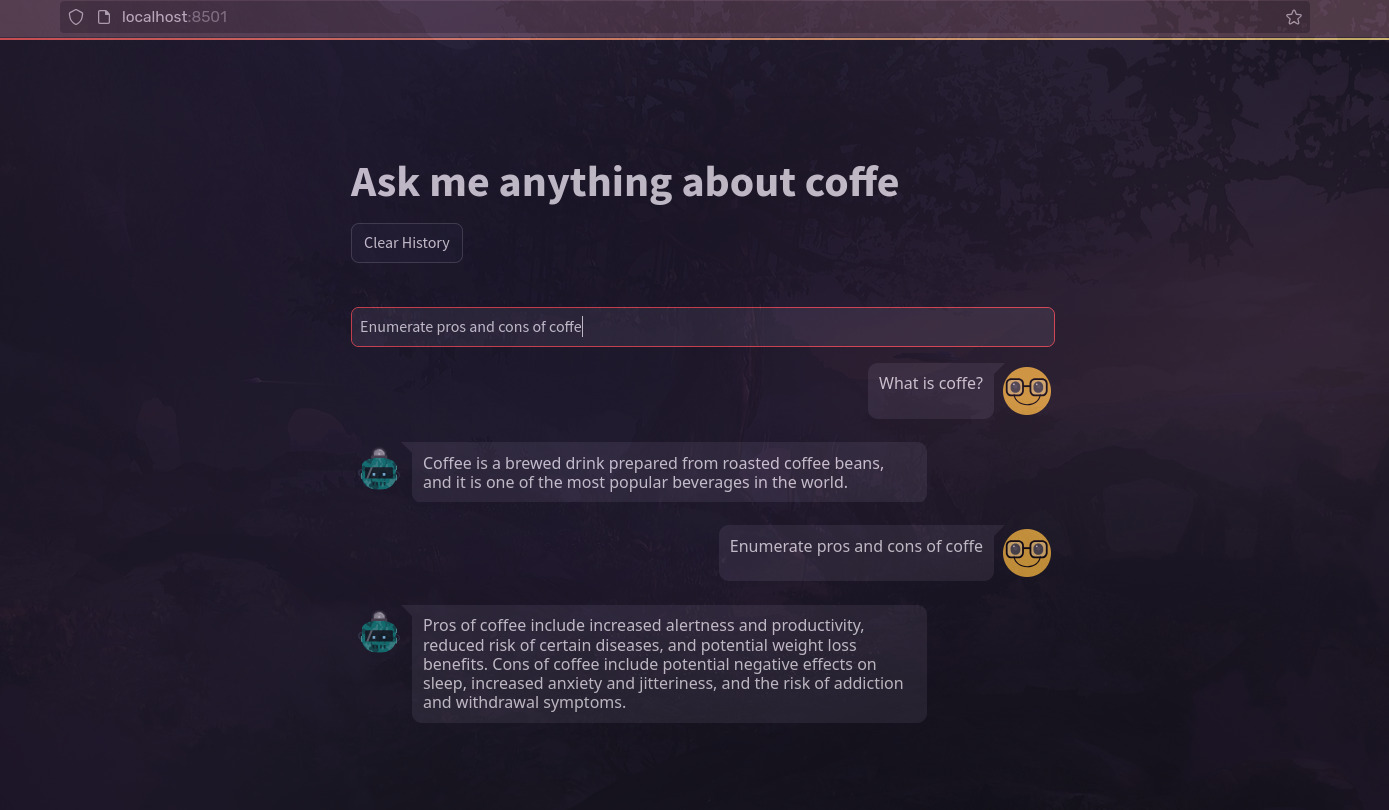 localhost:8501
Ask me anything about coffe
Clear History
Enumerate pros and cons of coffe
What is coffe?
Coffee is a brewed drink prepared from roasted coffee beans,
and it is one of the most popular beverages in the world.
Enumerate pros and cons of coffe
Pros of coffee include increased alertness and productivity,
reduced risk of certain diseases, and potential weight loss
benefits. Cons of coffee include potential negative effects on
sleep, increased anxiety and jitteriness, and the risk of addiction
and withdrawal symptoms.